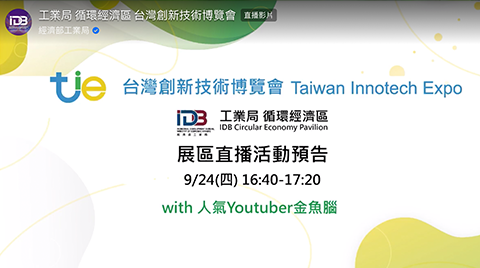 工業局 循環經濟區 台灣創新技術博覽會 直播影片
經濟部工業局
IDB
tie 台灣創新技術博覽會 Taiwan Innotech Expo
IDB 工業局 循環經濟區
IDB Circular Economy Pavilion
展區直播活動預告
9/24(四) 16:40-17:20
with 人氣Youtuber金魚腦